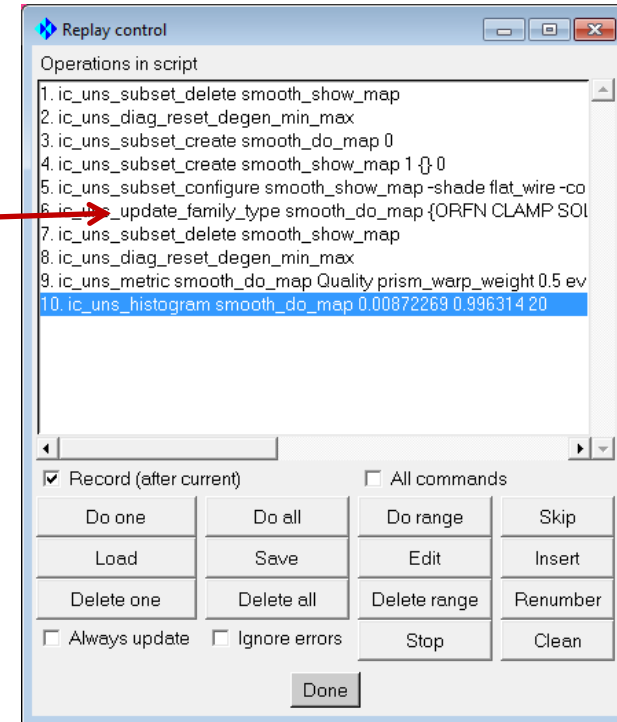 Replay control
Operations in script
1. ic_uns_subset_delete smooth_show_map
2. ic_uns_diag_reset_degen_min_max
3. ic_uns_subset_create smooth_do_map 0
4. ic_uns_subset_create smooth_show_map 1 {} 0
5. ic_uns_subset_configure smooth_show_map -shade flat_wire -co
6. ic_uns_update_family_type smooth_do_map {ORFN CLAMP SOL
7. ic_uns_subset_delete smooth_show_map
8. ic_uns_diag_reset_degen_min_max
9. ic_uns_metric smooth_do_map Quality prism_warp_weight 0.5 ev
10. ic_uns_histogram smooth_do_map 0.00872269 0.996314 20
Record (after current) All commands
Do one Do all Do range Skip
Load Save Edit Insert
Delete one Delete all Delete range Renumber
Always update Ignore errors Stop Clean
Done